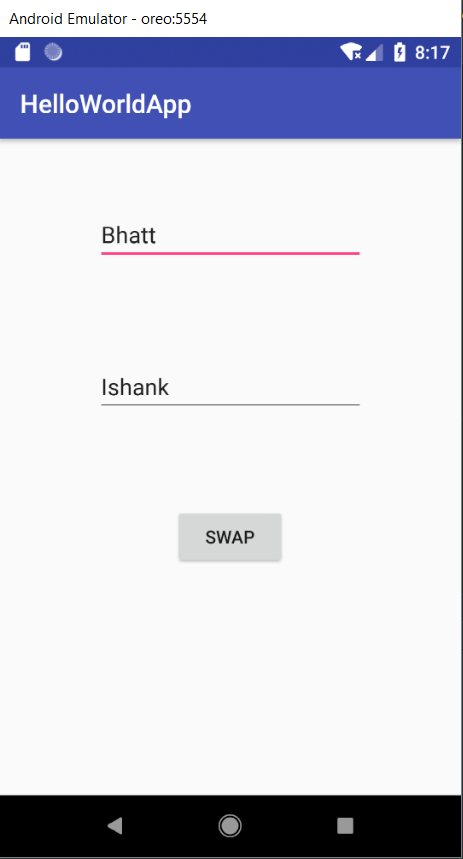 Android Emulator - oreo:5554
8:17
HelloWorldApp
Bhatt
Ishank
SWAP